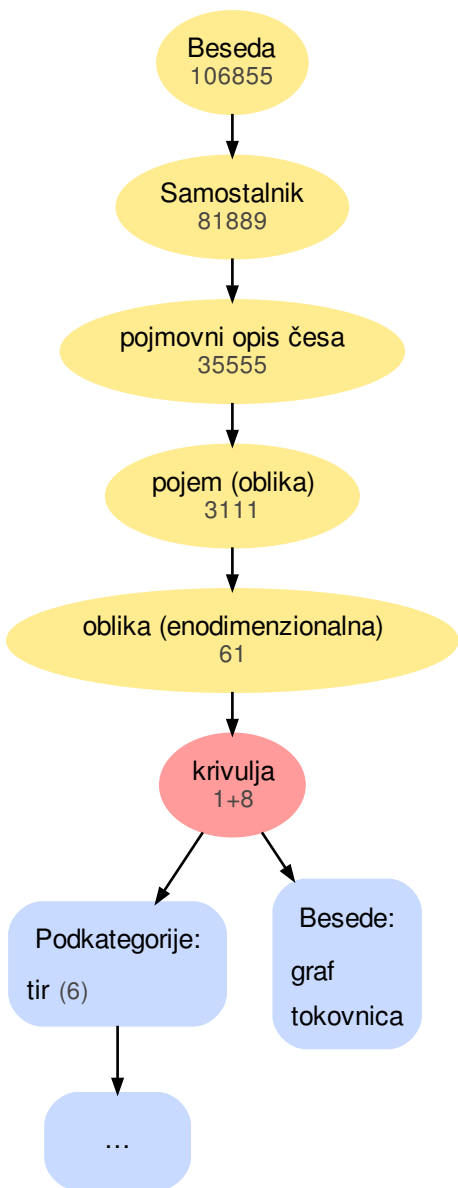 Beseda
106855
Samostalnik
81889
pojmovni opis česa
35555
pojem (oblika)
3111
oblika (enodimenzionalna)
61
krivulja
1+8
Podkategorije:
tir (6)
Besede:
graf
tokovnica
...